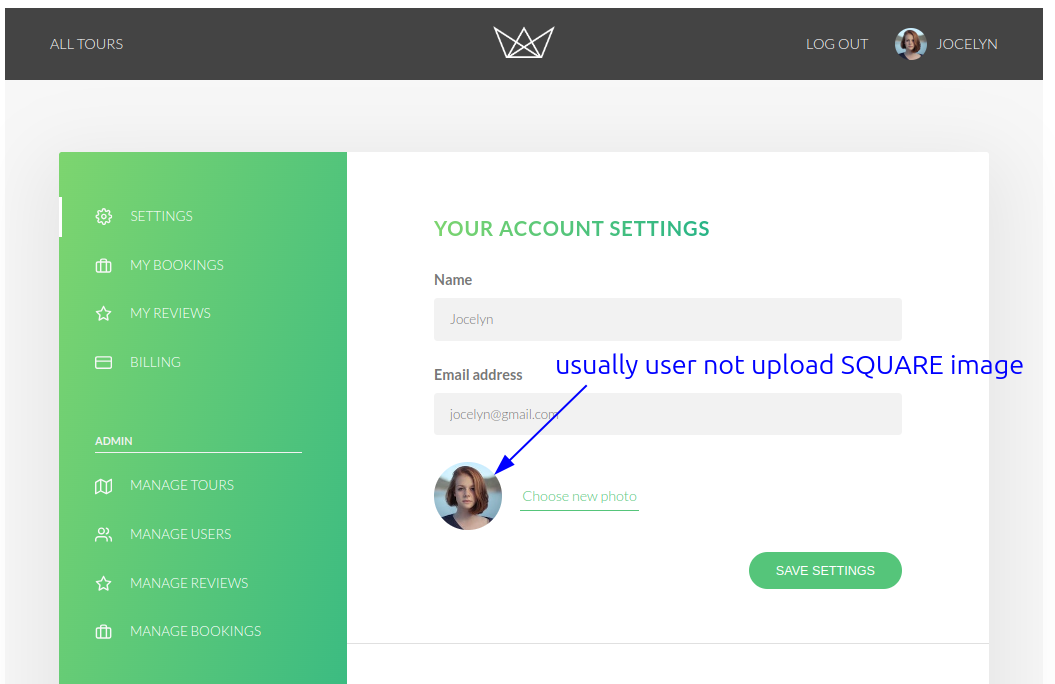 ALL TOURS
LOG OUT
JOCELYN
SETTINGS
MY BOOKINGS
MY REVIEWS
BILLING
ADMIN
MANAGE TOURS
MANAGE USERS
MANAGE REVIEWS
MANAGE BOOKINGS
YOUR ACCOUNT SETTINGS
Name
Jocelyn
usually user not upload SQUARE image
Email address
jocelyn@gmail.com
Choose new photo
SAVE SETTINGS